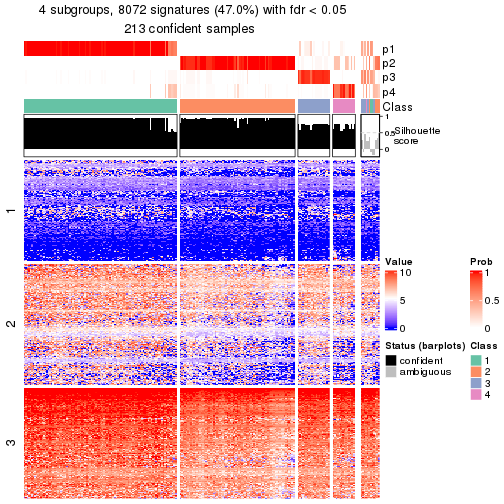 4 subgroups, 8072 signatures (47.0%) with fdr < 0.05
213 confident samples
p1
p2
p3
p4
Class
1
0.5
0
Silhouette
score
1
2
3
Value
10
5
0
Prob
1
0.5
0
Status (barplots)
confident
ambiguous
Class
1
2
3
4